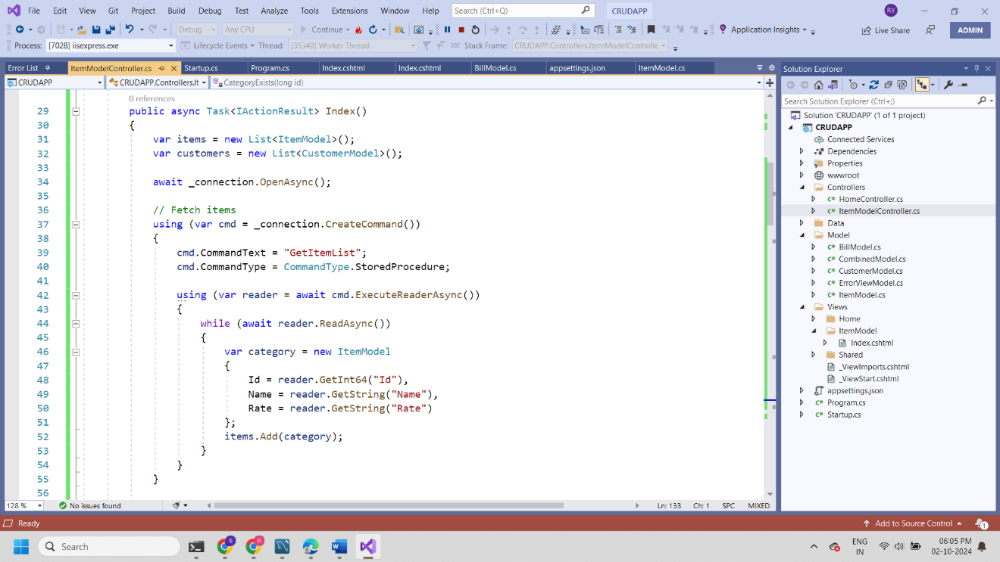 File Edit View Git Project Build Debug Test Analyze Tools Extensions Window Help Search (Ctrl+Q) CRUDAPP RY
Debug Any CPU Continue Application Insights Live Share ADMIN
Process: [7028] iisexpress.exe Lifecycle Events Thread: [35340] Worker Thread Stack Frame: CRUDAPP.Controllers.ItemModelControlle
Error List ItemModelController.cs Startup.cs Program.cs Index.cshtml Index.cshtml BillModel.cs appsettings.json ItemModel.cs
CRUDAPP CRUDAPP.Controllers.It CategoryExists(long id)
0 references
29 public async Task<IActionResult> Index()
30 {
31 var items = new List<ItemModel>();
32 var customers = new List<CustomerModel>();
33
34 await _connection.OpenAsync();
35
36 // Fetch items
37 using (var cmd = _connection.CreateCommand())
38 {
39 cmd.CommandText = "GetItemList";
40 cmd.CommandType = CommandType.StoredProcedure;
41
42 using (var reader = await cmd.ExecuteReaderAsync())
43 {
44 while (await reader.ReadAsync())
45 {
46 var category = new ItemModel
47 {
48 Id = reader.GetInt64("Id"),
49 Name = reader.GetString("Name"),
50 Rate = reader.GetString("Rate")
51 };
52 items.Add(category);
53 }
54 }
55 }
56
128 % No issues found Ln: 133 Ch: 1 SPC MIXED
Solution Explorer
Search Solution Explorer (Ctrl+;)
Solution 'CRUDAPP' (1 of 1 project)
CRUDAPP
Connected Services
Dependencies
Properties
wwwroot
Controllers
C# HomeController.cs
C# ItemModelController.cs
Data
Model
C# BillModel.cs
C# CombinedModel.cs
C# CustomerModel.cs
C# ErrorViewModel.cs
C# ItemModel.cs
Views
Home
ItemModel
Index.cshtml
Shared
_ViewImports.cshtml
_ViewStart.cshtml
appsettings.json
C# Program.cs
C# Startup.cs
Ready Add to Source Control 1
Search S R W ENG IN 06:05 PM 02-10-2024